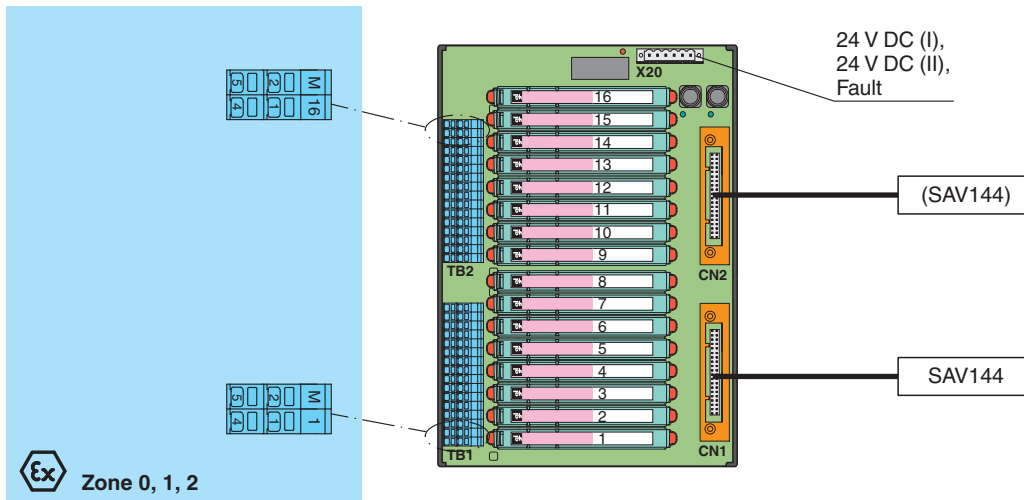 24 V DC (I),
24 V DC (II),
Fault
X20
5 2 M
4 1 16
16
15
14
13
12
11
10
9
TB2
CN2
(SAV144)
8
7
6
5
4
3
2
1
TB1
CN1
SAV144
5 2 M
4 1 1
Ex Zone 0, 1, 2